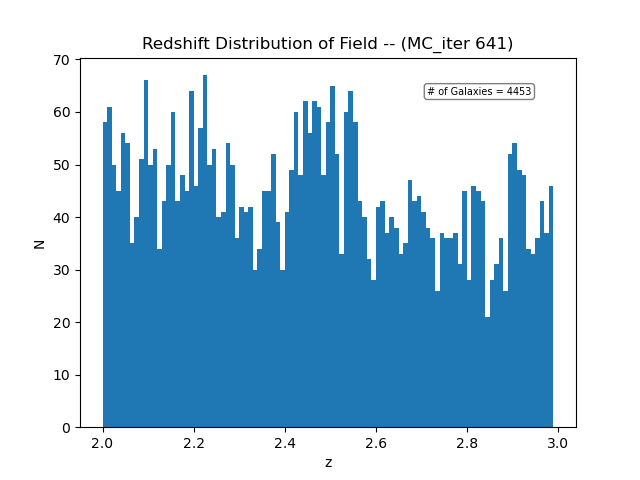 Redshift Distribution of Field -- (MC_iter 641)
# of Galaxies = 4453
70
60
50
40
30
20
10
0
N
2.0 2.2 2.4 2.6 2.8 3.0
z